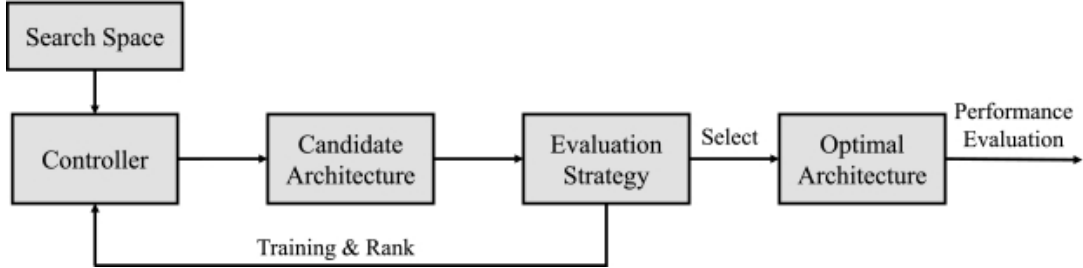 Search Space
Controller
Candidate
Architecture
Evaluation
Strategy
Select
Optimal
Architecture
Performance
Evaluation
Training & Rank